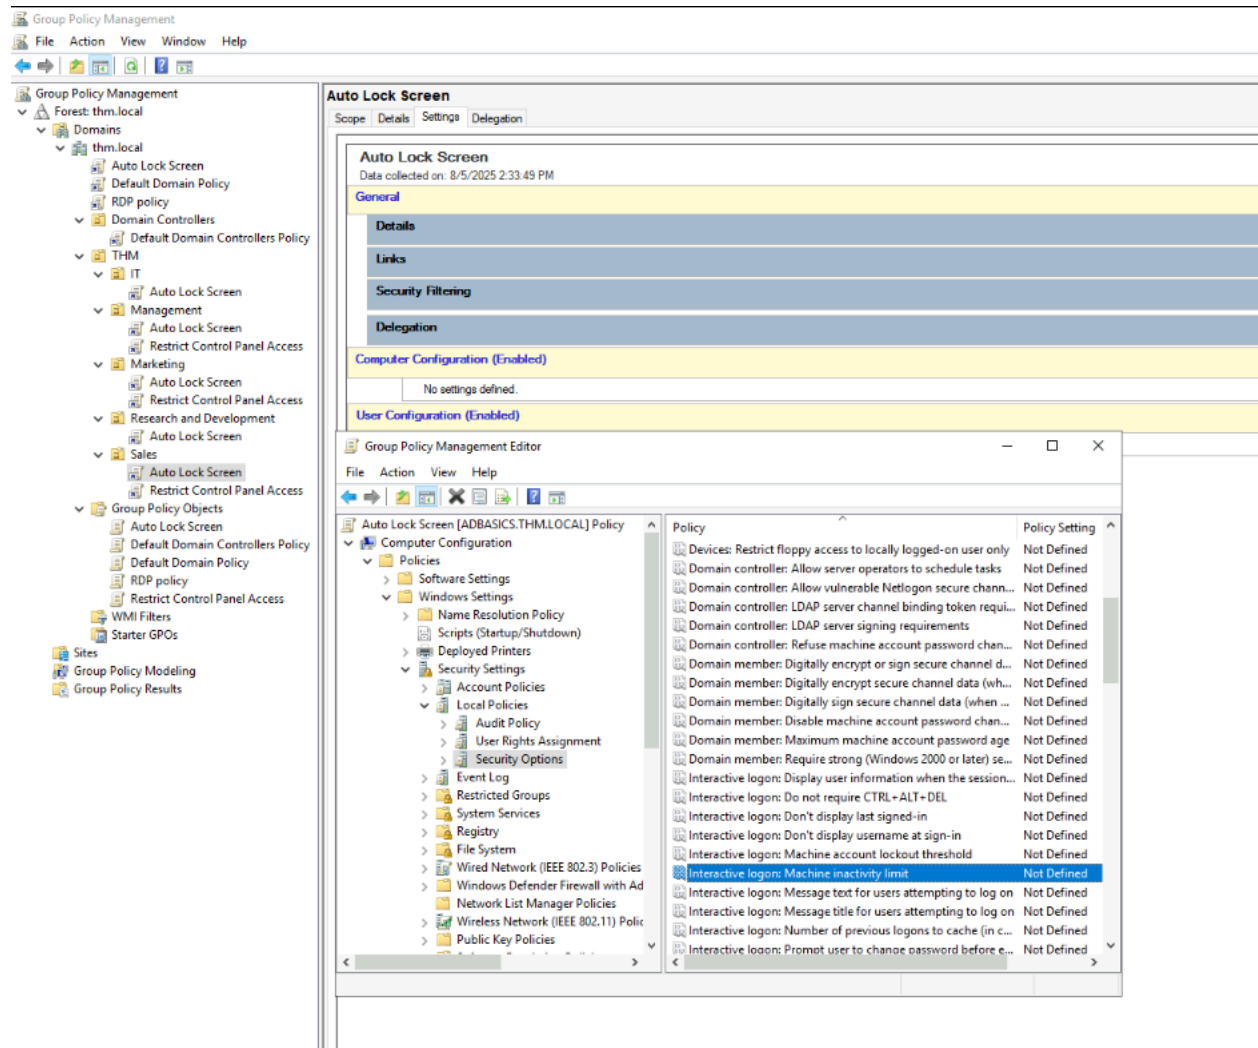 Group Policy Management
File Action View Window Help
Group Policy Management
Forest: thm.local
Domains
thm.local
Auto Lock Screen
Default Domain Policy
RDP policy
Domain Controllers
Default Domain Controllers Policy
THM
IT
Auto Lock Screen
Management
Auto Lock Screen
Restrict Control Panel Access
Marketing
Auto Lock Screen
Restrict Control Panel Access
Research and Development
Auto Lock Screen
Sales
Auto Lock Screen
Restrict Control Panel Access
Group Policy Objects
Auto Lock Screen
Default Domain Controllers Policy
Default Domain Policy
RDP policy
Restrict Control Panel Access
WMI Filters
Starter GPOs
Sites
Group Policy Modeling
Group Policy Results
Auto Lock Screen
Scope Details Settings Delegation
Auto Lock Screen
Data collected on: 8/5/2025 2:33:49 PM
General
Details
Links
Security Filtering
Delegation
Computer Configuration (Enabled)
No settings defined.
User Configuration (Enabled)
Group Policy Management Editor
File Action View Help
Auto Lock Screen [ADBASICS.THM.LOCAL] Policy
Computer Configuration
Policies
Software Settings
Windows Settings
Name Resolution Policy
Scripts (Startup/Shutdown)
Deployed Printers
Security Settings
Account Policies
Local Policies
Audit Policy
User Rights Assignment
Security Options
Event Log
Restricted Groups
System Services
Registry
File System
Wired Network (IEEE 802.3) Policies
Windows Defender Firewall with Ad
Network List Manager Policies
Wireless Network (IEEE 802.11) Polic
Public Key Policies
Policy Policy Setting
Devices: Restrict floppy access to locally logged-on user only Not Defined
Domain controller: Allow server operators to schedule tasks Not Defined
Domain controller: Allow vulnerable Netlogon secure chann... Not Defined
Domain controller: LDAP server channel binding token requi... Not Defined
Domain controller: LDAP server signing requirements Not Defined
Domain controller: Refuse machine account password chan... Not Defined
Domain member: Digitally encrypt or sign secure channel d... Not Defined
Domain member: Digitally encrypt secure channel data (wh... Not Defined
Domain member: Digitally sign secure channel data (when ... Not Defined
Domain member: Disable machine account password chan... Not Defined
Domain member: Maximum machine account password age Not Defined
Domain member: Require strong (Windows 2000 or later) se... Not Defined
Interactive logon: Display user information when the session... Not Defined
Interactive logon: Do not require CTRL+ALT+DEL Not Defined
Interactive logon: Don't display last signed-in Not Defined
Interactive logon: Don't display username at sign-in Not Defined
Interactive logon: Machine account lockout threshold Not Defined
Interactive logon: Machine inactivity limit Not Defined
Interactive logon: Message text for users attempting to log on Not Defined
Interactive logon: Message title for users attempting to log on Not Defined
Interactive logon: Number of previous logons to cache (in c... Not Defined
Interactive logon: Prompt user to change password before e... Not Defined